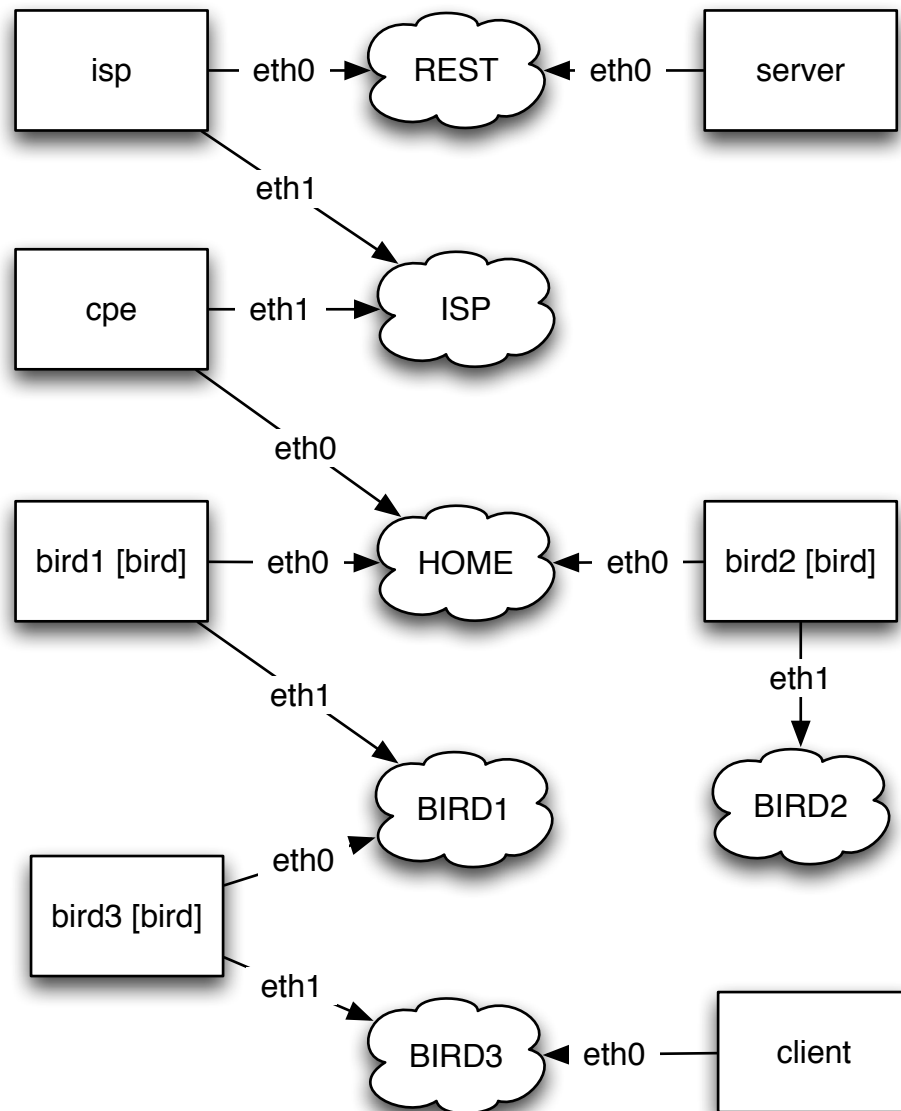 isp
eth0
REST
eth0
server
eth1
cpe
eth1
ISP
eth0
bird1 [bird]
eth0
HOME
eth0
bird2 [bird]
eth1
eth1
BIRD1
BIRD2
eth0
bird3 [bird]
eth1
BIRD3
eth0
client